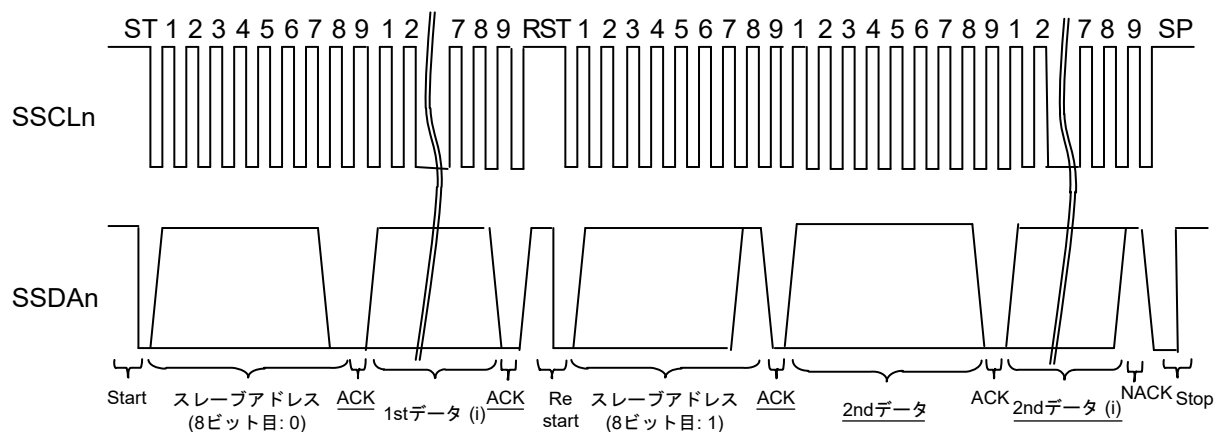 ST 1 2 3 4 5 6 7 8 9 1 2 7 8 9 RST 1 2 3 4 5 6 7 8 9 1 2 3 4 5 6 7 8 9 1 2 7 8 9 SP
SSCLn
SSDAn
Start
スレーブアドレス
(8ビット目: 0)
ACK
1stデータ (i)
ACK
Re
start
スレーブアドレス
(8ビット目: 1)
ACK
2ndデータ
ACK
2ndデータ (i)
NACK
Stop